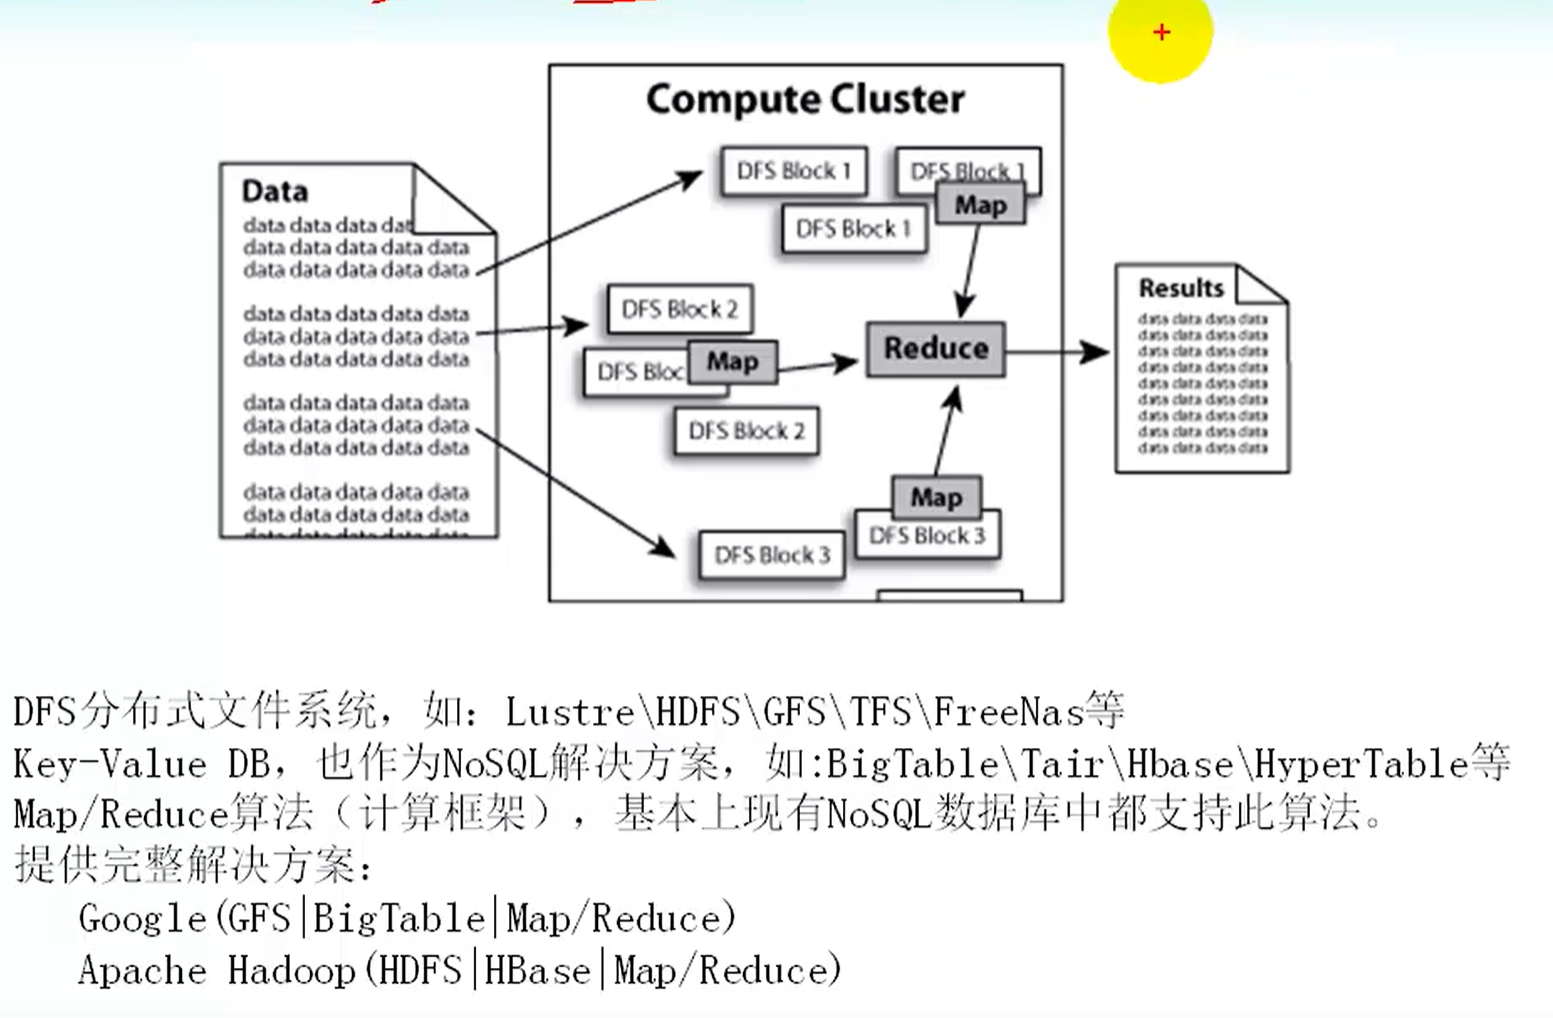 Compute Cluster
Data
data data data dat
data data data data data
data data data data data
data data data data data
data data data data data
data data data data data
data data data data data
data data data data data
data data data data data
data data data data data
data data data data data
data data data data data
DFS Block 1
DFS Block 1
Map
DFS Block 1
DFS Block 2
DFS Bloc
Map
DFS Block 2
Reduce
Map
DFS Block 3
DFS Block 3
Results
data data data data
data data data data
data data data data
data data data data
data data data data
data data data data
data data data data
data data data data
data data data data
DFS分布式文件系统，如：Lustre\HDFS\GFS\TFS\FreeNas等
Key-Value DB，也作为NoSQL解决方案，如:BigTable\Tair\Hbase\HyperTable等
Map/Reduce算法（计算框架），基本上现有NoSQL数据库中都支持此算法。
提供完整解决方案：
Google(GFS|BigTable|Map/Reduce)
Apache Hadoop(HDFS|HBase|Map/Reduce)